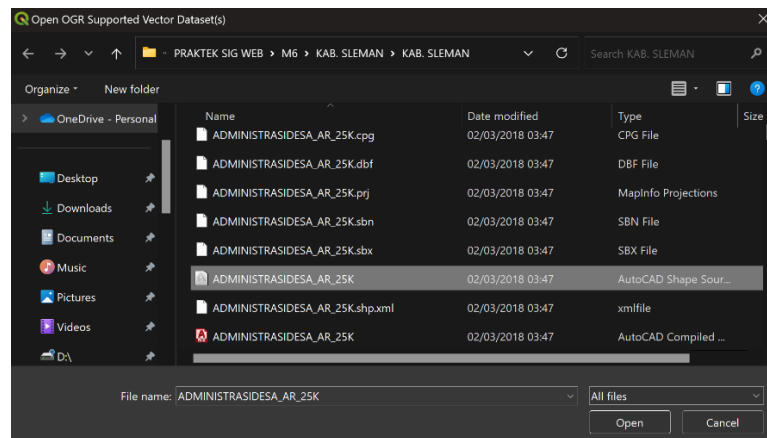 Open OGR Supported Vector Dataset(s)
PRAKTEK SIG WEB > M6 > KAB. SLEMAN > KAB. SLEMAN
Search KAB. SLEMAN
Organize New folder
Name Date modified Type Size
OneDrive - Personal
ADMINISTRASIDESA_AR_25K.cpg 02/03/2018 03:47 CPG File
ADMINISTRASIDESA_AR_25K.dbf 02/03/2018 03:47 DBF File
Desktop
ADMINISTRASIDESA_AR_25K.prj 02/03/2018 03:47 MapInfo Projections
Downloads
ADMINISTRASIDESA_AR_25K.sbn 02/03/2018 03:47 SBN File
Documents
ADMINISTRASIDESA_AR_25K.sbx 02/03/2018 03:47 SBX File
Music
ADMINISTRASIDESA_AR_25K 02/03/2018 03:47 AutoCAD Shape Sour...
Pictures
ADMINISTRASIDESA_AR_25K.shp.xml 02/03/2018 03:47 xmlfile
Videos
ADMINISTRASIDESA_AR_25K 02/03/2018 03:47 AutoCAD Compiled ...
D:\
File name: ADMINISTRASIDESA_AR_25K All files
Open Cancel